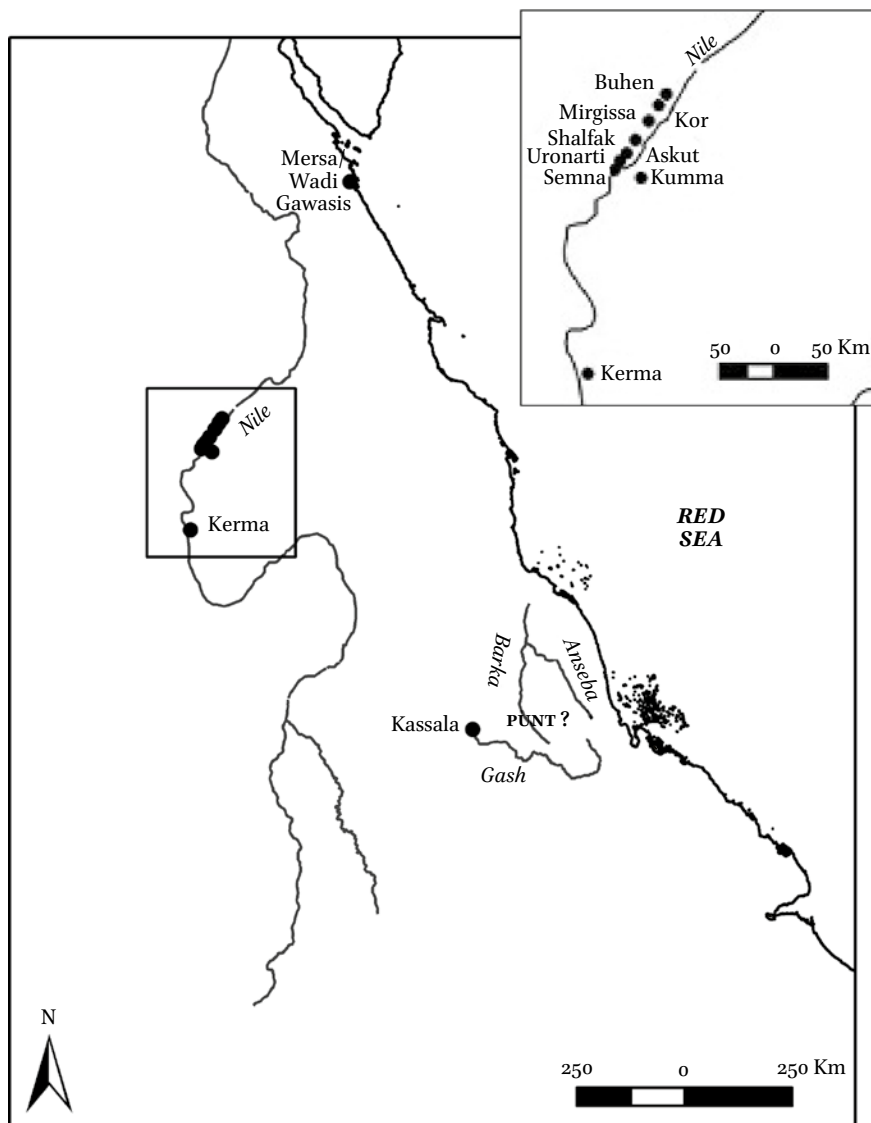 Nile
Buhen
Mirgissa
Kor
Shalfak
Uronarti
Askut
Semna
Kumma
50 0 50 Km
Kerma
Mersa/
Wadi
Gawasis
Nile
Kerma
RED
SEA
Barka
Anseba
PUNT ?
Kassala
Gash
N
250 0 250 Km